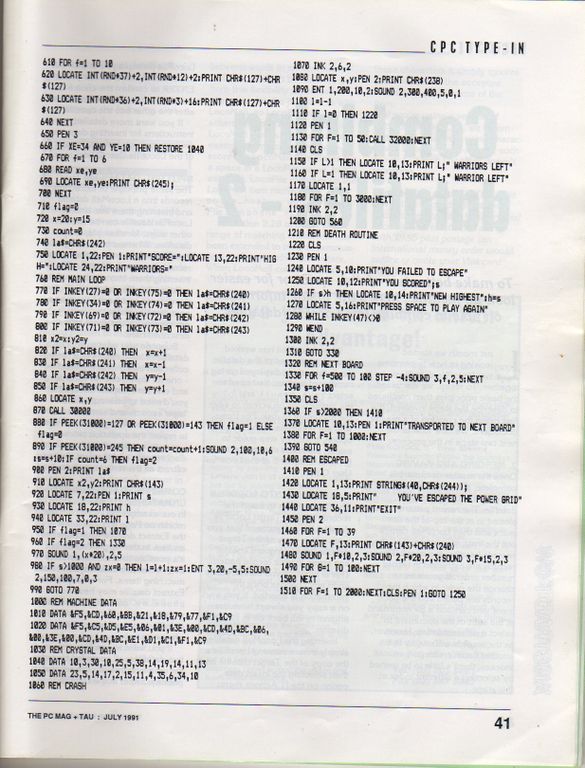 CPC TYPE-IN
610 FOR f=1 TO 10
620 LOCATE INT(RND*37)+2,INT(RND*12)+2:PRINT CHR$(127)+CHR
$(127)
630 LOCATE INT(RND*36)+2,INT(RND*3)+16:PRINT CHR$(127)+CHR
$(127)
640 NEXT
650 PEN 3
660 IF XE=34 AND YE=10 THEN RESTORE 1040
670 FOR f=1 TO 6
680 READ xe,ye
690 LOCATE xe,ye:PRINT CHR$(245);
700 NEXT
710 flag=0
720 x=20:y=15
730 count=0
740 la$=CHR$(242)
750 LOCATE 1,22:PEN 1:PRINT"SCORE=":LOCATE 13,22:PRINT"HIG
H=":LOCATE 24,22:PRINT"WARRIORS="
760 REM MAIN LOOP
770 IF INKEY(27)=0 OR INKEY(75)=0 THEN la$=CHR$(240)
780 IF INKEY(34)=0 OR INKEY(74)=0 THEN la$=CHR$(241)
790 IF INKEY(69)=0 OR INKEY(72)=0 THEN la$=CHR$(242)
800 IF INKEY(71)=0 OR INKEY(73)=0 THEN la$=CHR$(243)
810 x2=x:y2=y
820 IF la$=CHR$(240) THEN x=x+1
830 IF la$=CHR$(241) THEN x=x-1
840 IF la$=CHR$(242) THEN y=y-1
850 IF la$=CHR$(243) THEN y=y+1
860 LOCATE x,y
870 CALL 30000
880 IF PEEK(31000)=127 OR PEEK(31000)=143 THEN flag=1 ELSE
flag=0
890 IF PEEK(31000)=245 THEN count=count+1:SOUND 2,100,10,6
:s=s+10:IF count=6 THEN flag=2
900 PEN 2:PRINT la$
910 LOCATE x2,y2:PRINT CHR$(143)
920 LOCATE 7,22:PEN 1:PRINT s
930 LOCATE 18,22:PRINT h
940 LOCATE 33,22:PRINT l
950 IF flag=1 THEN 1070
960 IF flag=2 THEN 1330
970 SOUND 1,(x+20),2,5
980 IF s>1000 AND zx=0 THEN l=l+1:zx=1:ENT 3,20,-5,5:SOUND
2,150,100,7,0,3
990 GOTO 770
1000 REM MACHINE DATA
1010 DATA &F5,&CD,&60,&BB,&21,&18,&79,&77,&F1,&C9
1020 DATA &F5,&C5,&D5,&E5,&06,&01,&3E,&00,&CD,&4D,&BC,&06,
&00,&3E,&00,&CD,&4D,&BC,&E1,&D1,&C1,&F1,&C9
1030 REM CRYSTAL DATA
1040 DATA 10,3,30,10,25,5,38,14,19,14,11,13
1050 DATA 23,5,14,17,2,15,11,4,35,6,34,10
1060 REM CRASH
1070 INK 2,6,2
1080 LOCATE x,y:PEN 2:PRINT CHR$(238)
1090 ENT 1,200,10,2:SOUND 2,300,400,5,0,1
1100 l=l-1
1110 IF l=0 THEN 1220
1120 PEN 1
1130 FOR F=1 TO 50:CALL 32000:NEXT
1140 CLS
1150 IF L>1 THEN LOCATE 10,13:PRINT L;" WARRIORS LEFT"
1160 IF L=1 THEN LOCATE 10,13:PRINT L;" WARRIOR LEFT"
1170 LOCATE 1,1
1180 FOR F=1 TO 3000:NEXT
1190 INK 2,2
1200 GOTO 560
1210 REM DEATH ROUTINE
1220 CLS
1230 PEN 1
1240 LOCATE 5,10:PRINT"YOU FAILED TO ESCAPE"
1250 LOCATE 10,12:PRINT"YOU SCORED";s
1260 IF s>h THEN LOCATE 10,14:PRINT"NEW HIGHEST":h=s
1270 LOCATE 5,16:PRINT"PRESS SPACE TO PLAY AGAIN"
1280 WHILE INKEY(47)<>0
1290 WEND
1300 INK 2,2
1310 GOTO 330
1320 REM NEXT BOARD
1330 FOR f=500 TO 100 STEP -4:SOUND 3,f,2,5:NEXT
1340 s=s+100
1350 CLS
1360 IF s>2000 THEN 1410
1370 LOCATE 10,13:PEN 1:PRINT"TRANSPORTED TO NEXT BOARD"
1380 FOR F=1 TO 1000:NEXT
1390 GOTO 540
1400 REM ESCAPED
1410 PEN 1
1420 LOCATE 1,13:PRINT STRING$(40,CHR$(244));
1430 LOCATE 18,5:PRINT" YOU'VE ESCAPED THE POWER GRID"
1440 LOCATE 36,11:PRINT"EXIT"
1450 PEN 2
1460 FOR F=1 TO 39
1470 LOCATE F,13:PRINT CHR$(143)+CHR$(240)
1480 SOUND 1,F*10,2,3:SOUND 2,F*20,2,3:SOUND 3,F*15,2,3
1490 FOR G=1 TO 100:NEXT
1500 NEXT
1510 FOR F=1 TO 2000:NEXT:CLS:PEN 1:GOTO 1250
THE PC MAG + TAU : JULY 1991
41